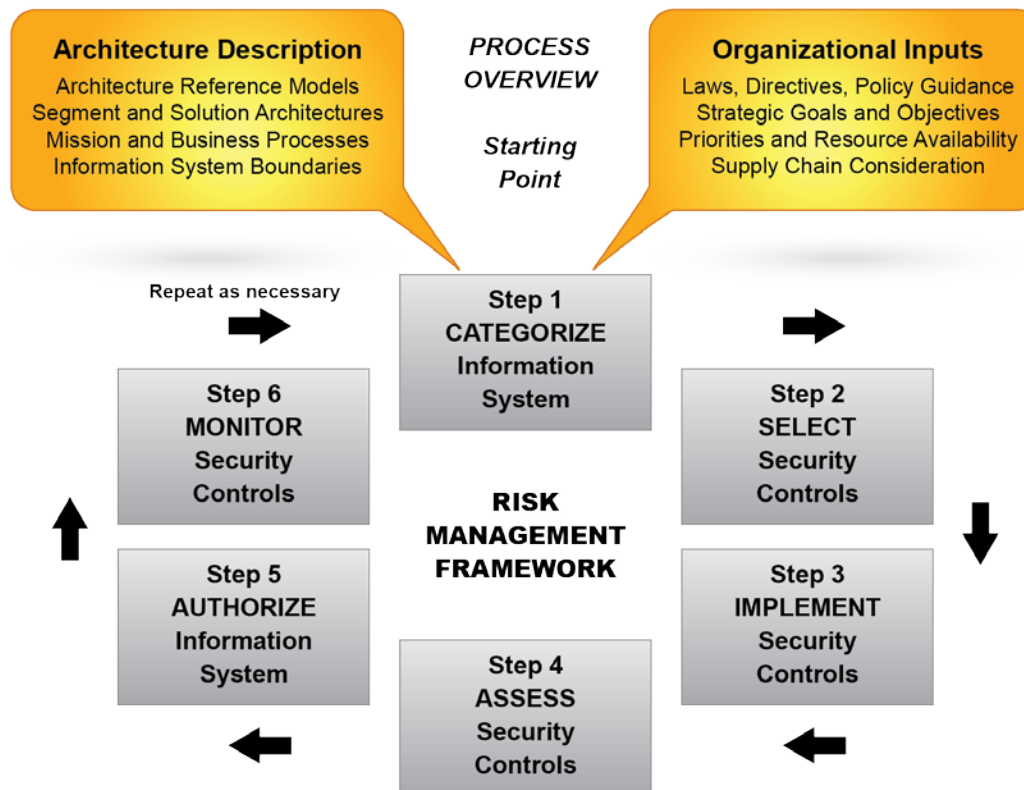 Architecture Description
Architecture Reference Models
Segment and Solution Architectures
Mission and Business Processes
Information System Boundaries
PROCESS
OVERVIEW
Starting
Point
Organizational Inputs
Laws, Directives, Policy Guidance
Strategic Goals and Objectives
Priorities and Resource Availability
Supply Chain Consideration
Repeat as necessary
Step 1
CATEGORIZE
Information
System
Step 2
SELECT
Security
Controls
Step 3
IMPLEMENT
Security
Controls
Step 4
ASSESS
Security
Controls
Step 5
AUTHORIZE
Information
System
Step 6
MONITOR
Security
Controls
RISK
MANAGEMENT
FRAMEWORK